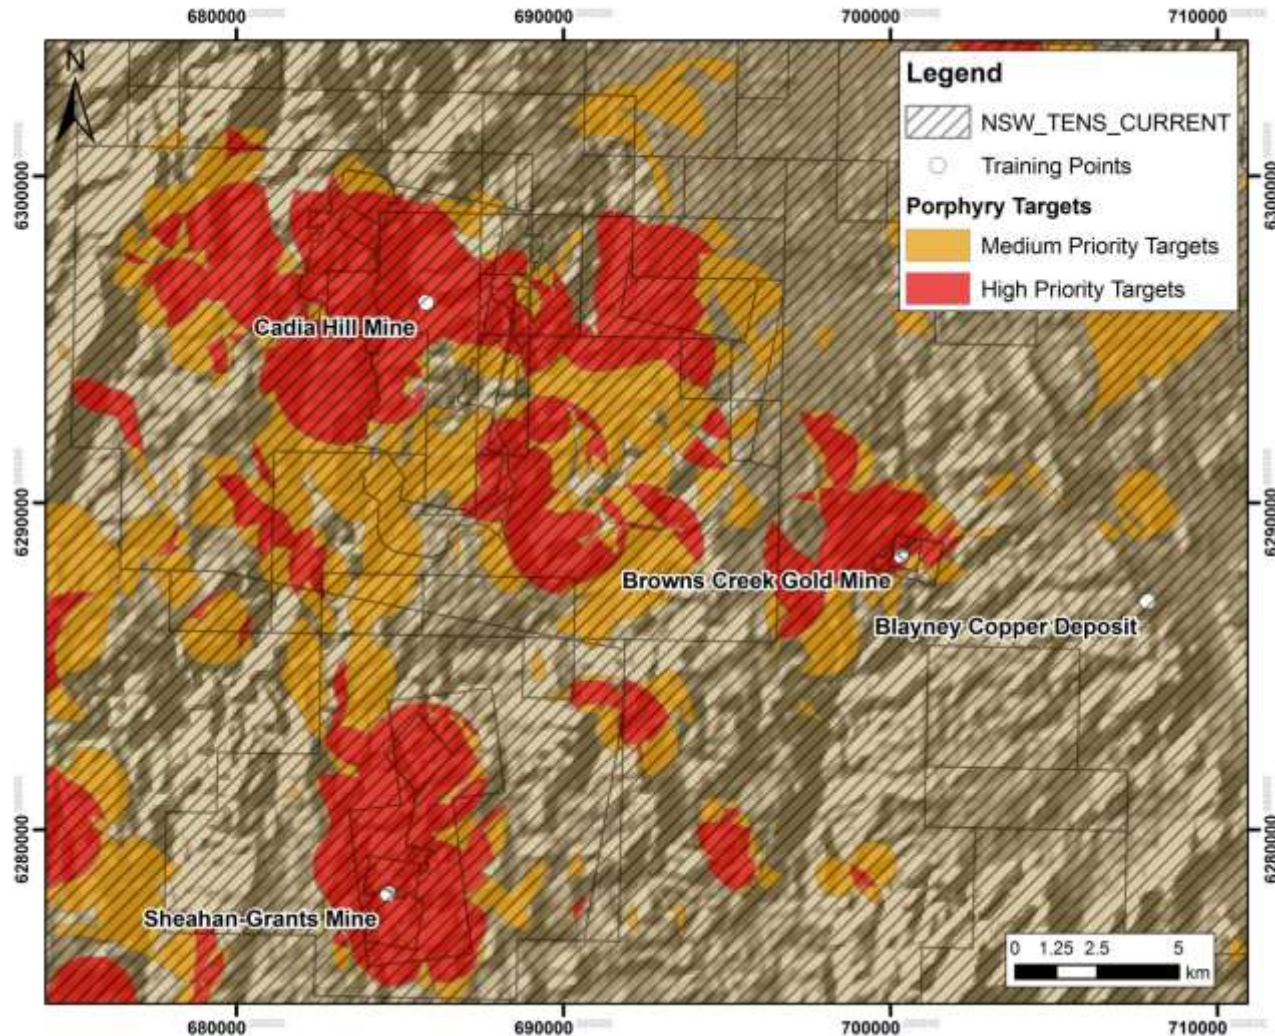 680000
690000
700000
710000
N
Legend
NSW_TENS_CURRENT
Training Points
Porphyry Targets
Medium Priority Targets
High Priority Targets
6300000
6300000
Cadia Hill Mine
6290000
6290000
Browns Creek Gold Mine
Blayney Copper Deposit
6280000
6280000
Sheahan-Grants Mine
0 1.25 2.5 5
km
680000
690000
700000
710000